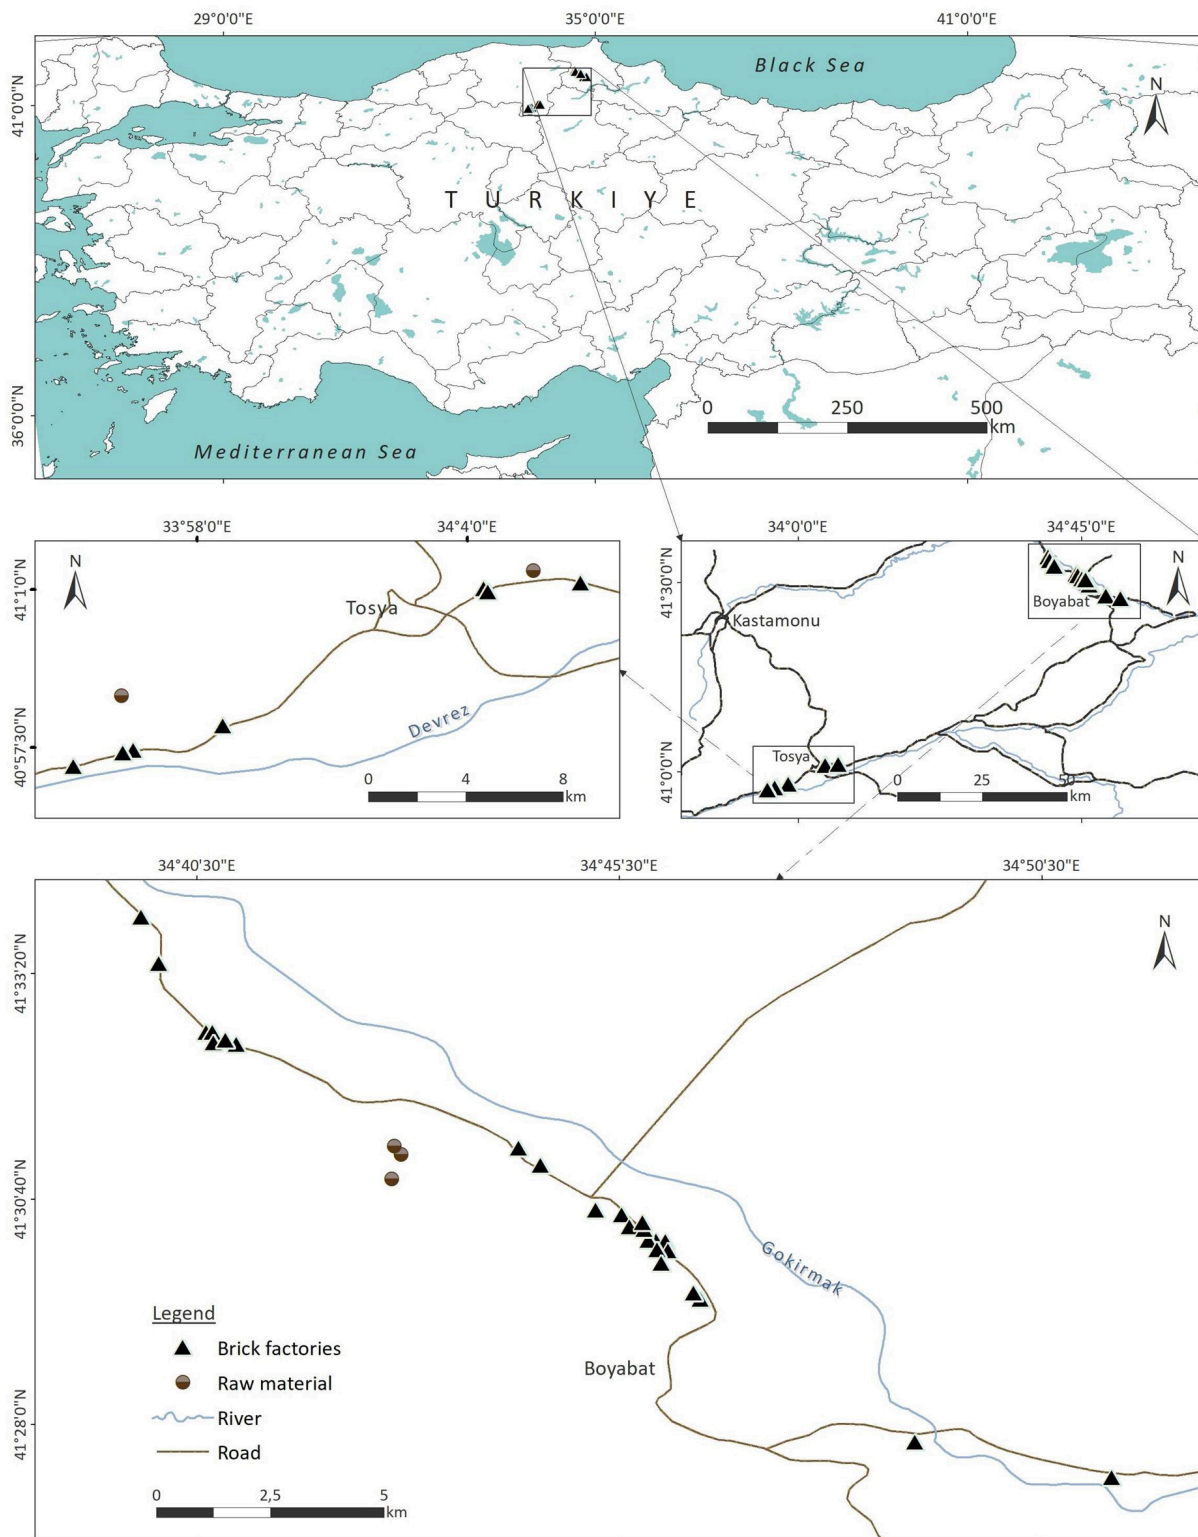 29°0'0"E
35°0'0"E
41°0'0"E
41°0'0"N
36°0'0"N
Black Sea
N
TURKIYE
Mediterranean Sea
0 250 500
km
33°58'0"E
34°4'0"E
41°1'0"N
40°57'30"N
N
Tosya
Devrez
0 4 8
km
34°0'0"E
34°45'0"E
41°30'0"N
41°0'0"N
N
Boyabat
Kastamonu
Tosya
0 25 50
km
34°40'30"E
34°45'30"E
34°50'30"E
41°33'20"N
41°30'40"N
41°28'0"N
N
Gokirmak
Boyabat
Legend
Brick factories
Raw material
River
Road
0 2,5 5
km